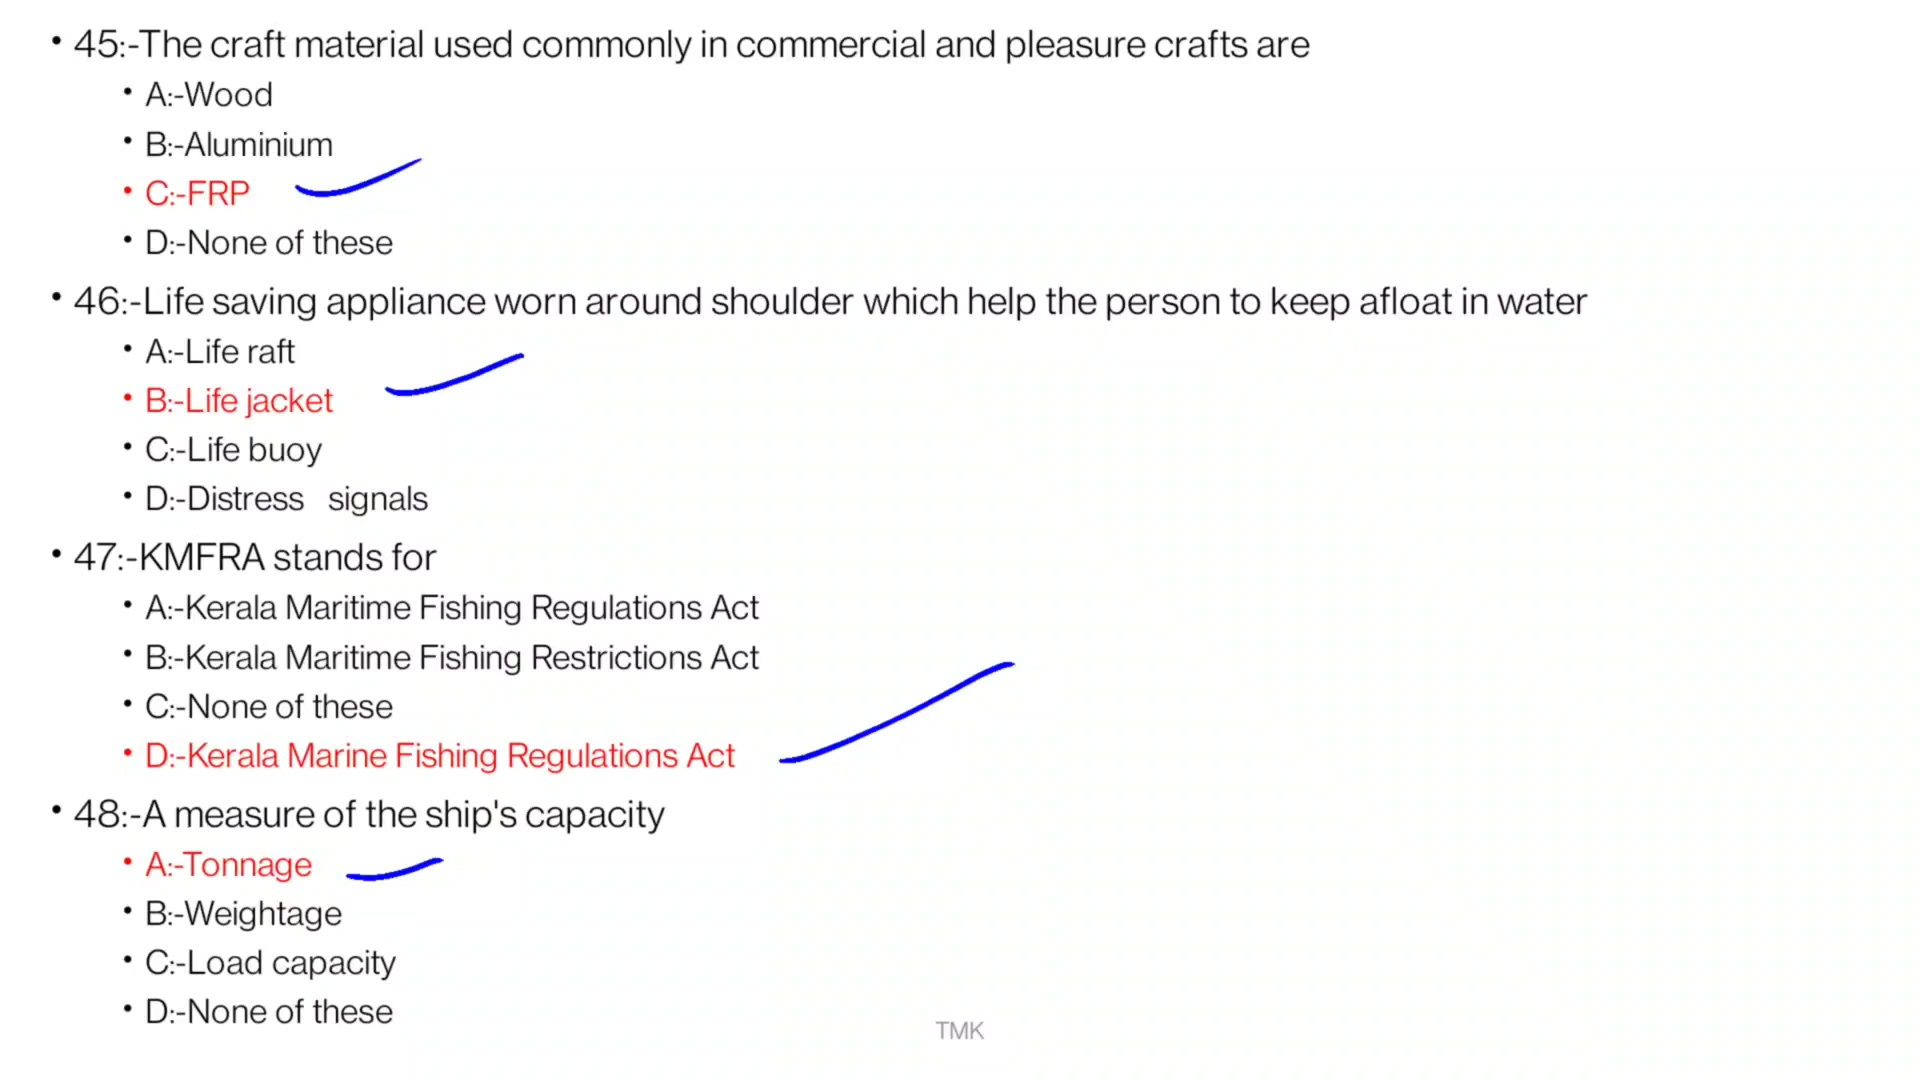 • 45:-The craft material used commonly in commercial and pleasure crafts are
• A:-Wood
• B:-Aluminium
• C:-FRP
• D:-None of these
• 46:-Life saving appliance worn around shoulder which help the person to keep afloat in water
• A:-Life raft
• B:-Life jacket
• C:-Life buoy
• D:-Distress signals
• 47:-KMFRA stands for
• A:-Kerala Maritime Fishing Regulations Act
• B:-Kerala Maritime Fishing Restrictions Act
• C:-None of these
• D:-Kerala Marine Fishing Regulations Act
• 48:-A measure of the ship's capacity
• A:-Tonnage
• B:-Weightage
• C:-Load capacity
• D:-None of these
TMK